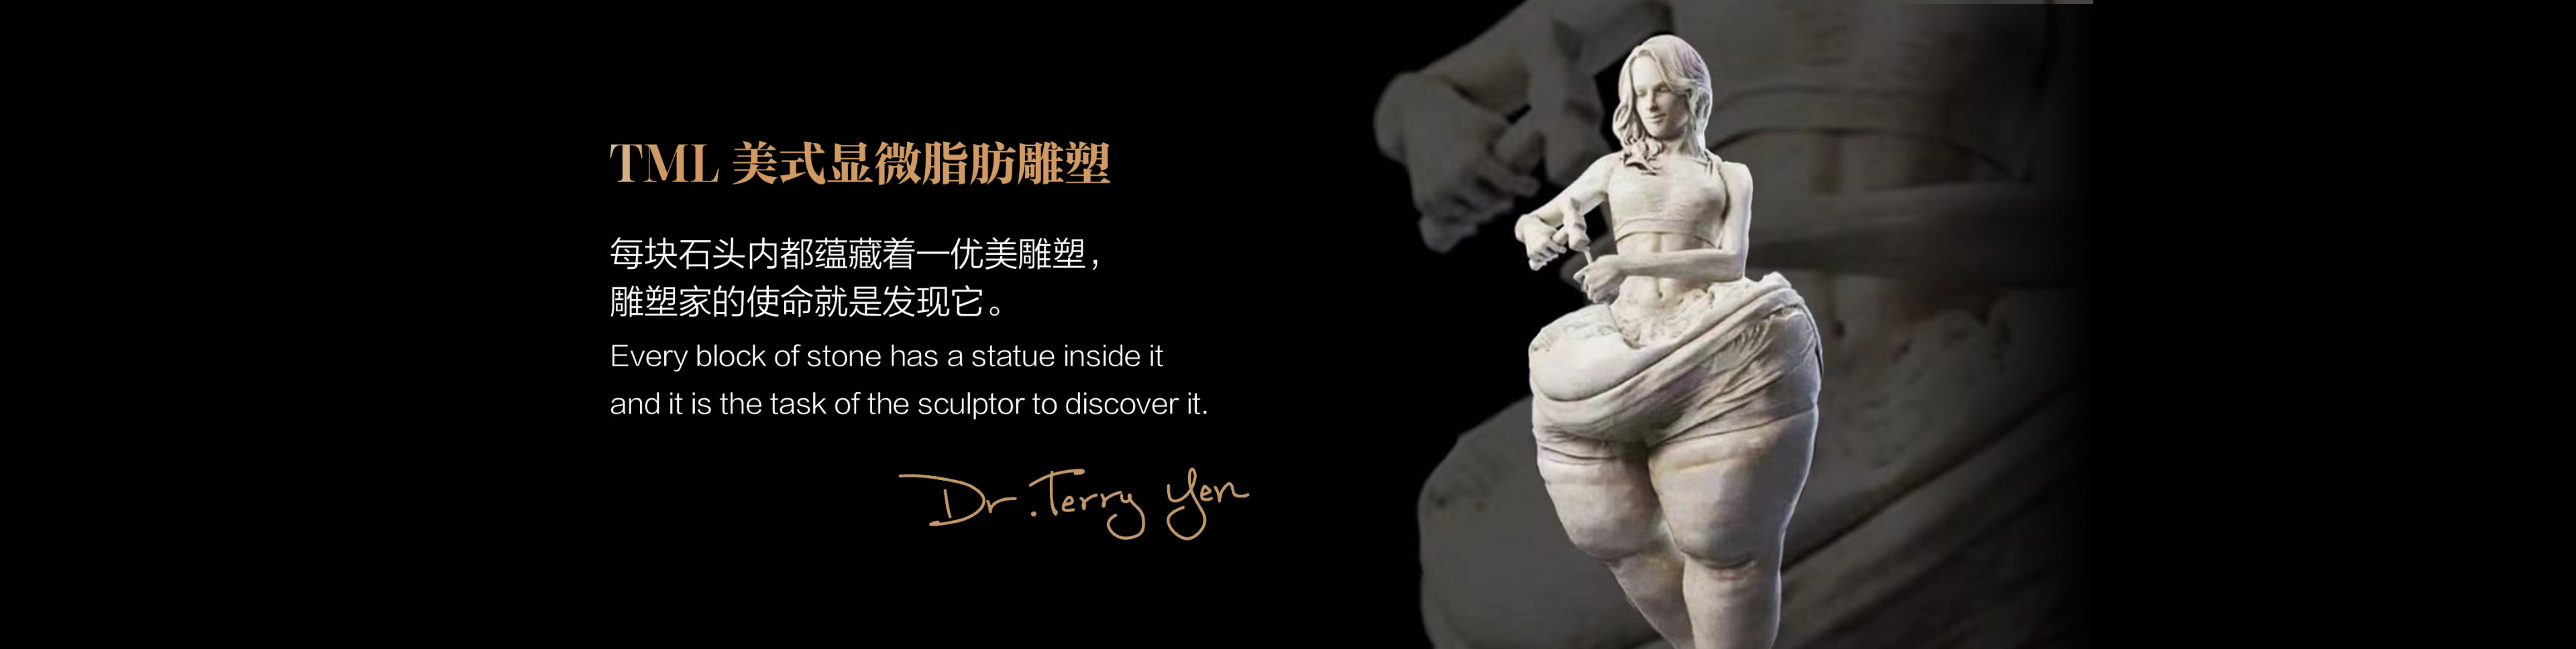 TML 美式显微脂肪雕塑
每块石头内都蕴藏着一优美雕塑，
雕塑家的使命就是发现它。
Every block of stone has a statue inside it
and it is the task of the sculptor to discover it.
Dr. Terry Yen